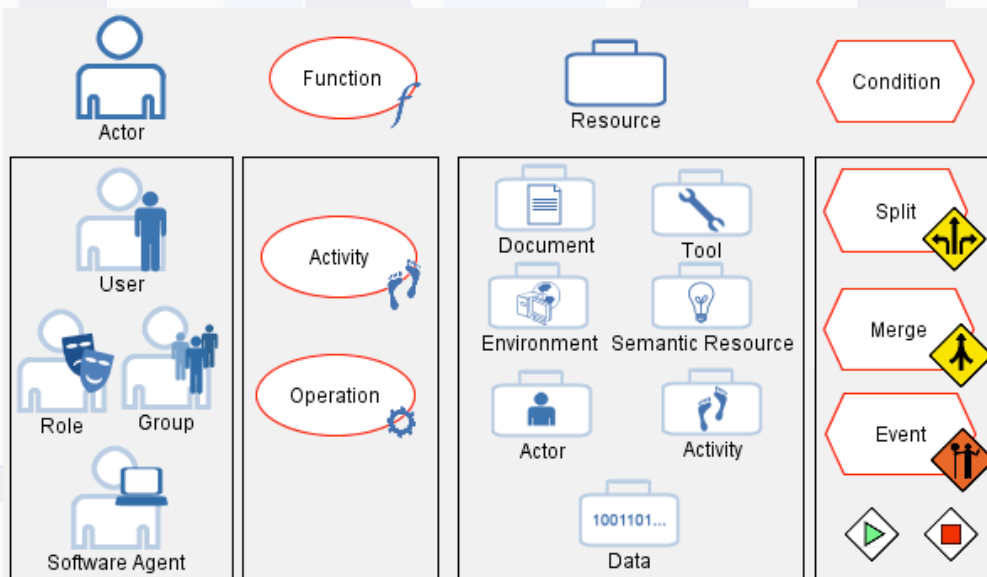 Actor
Function
f
Resource
Condition
User
Role
Group
Software Agent
Activity
Operation
Document
Tool
Environment
Semantic Resource
Actor
Activity
1001101...
Data
Split
Merge
Event